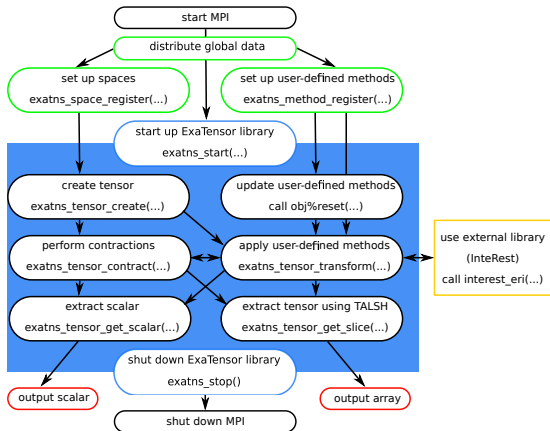 start MPI
distribute global data
set up spaces
exatns_space_register(...)
set up user-defined methods
exatns_method_register(...)
start up ExaTensor library
exatns_start(...)
create tensor
exatns_tensor_create(...)
update user-defined methods
call obj%reset(...)
perform contractions
exatns_tensor_contract(...)
apply user-defined methods
exatns_tensor_transform(...)
use external library
(InteRest)
call interest_eri(...)
extract scalar
exatns_tensor_get_scalar(...)
extract tensor using TALSH
exatns_tensor_get_slice(...)
shut down ExaTensor library
exatns_stop()
output scalar
output array
shut down MPI